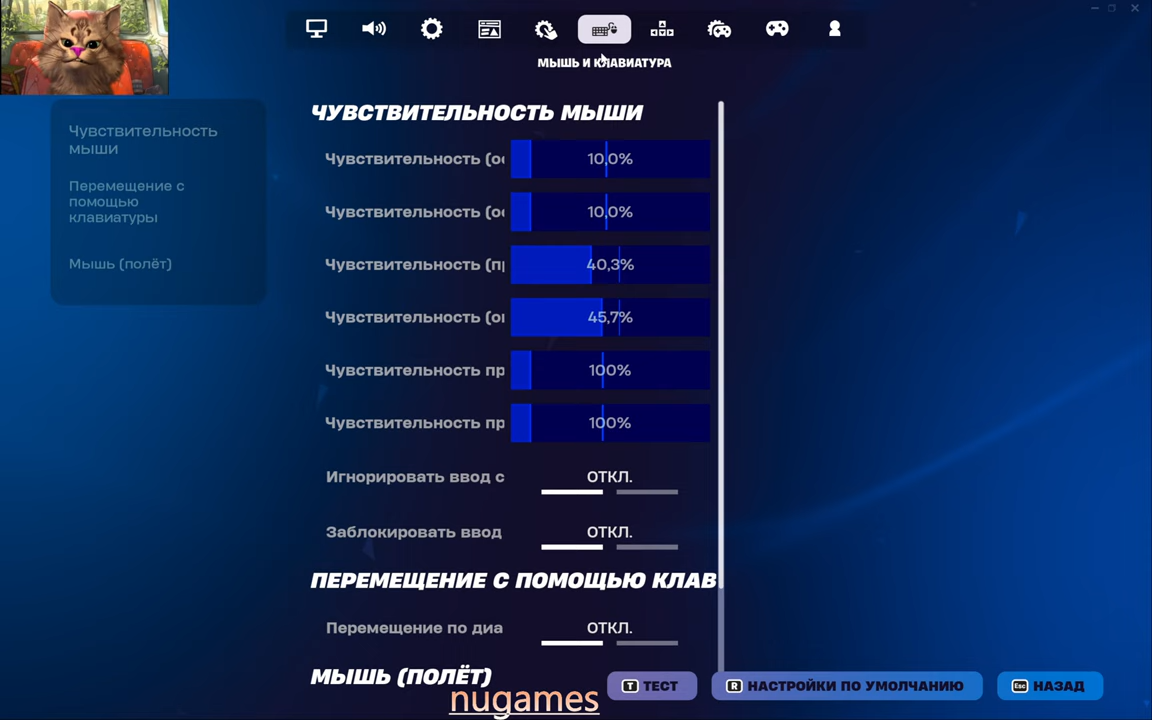 МЫШЬ И КЛАВИАТУРА
ЧУВСТВИТЕЛЬНОСТЬ МЫШИ
Чувствительность
мыши
Перемещение с
помощью
клавиатуры
Мышь (полёт)
Чувствительность (о 10,0%
Чувствительность (о 10,0%
Чувствительность (п 40,3%
Чувствительность (о 45,7%
Чувствительность пр 100%
Чувствительность пр 100%
Игнорировать ввод с ОТКЛ.
Заблокировать ввод ОТКЛ.
ПЕРЕМЕЩЕНИЕ С ПОМОЩЬЮ КЛАВ
Перемещение по диа ОТКЛ.
МЫШЬ (ПОЛЁТ)
T ТЕСТ
R НАСТРОЙКИ ПО УМОЛЧАНИЮ
Esc НАЗАД
nugames